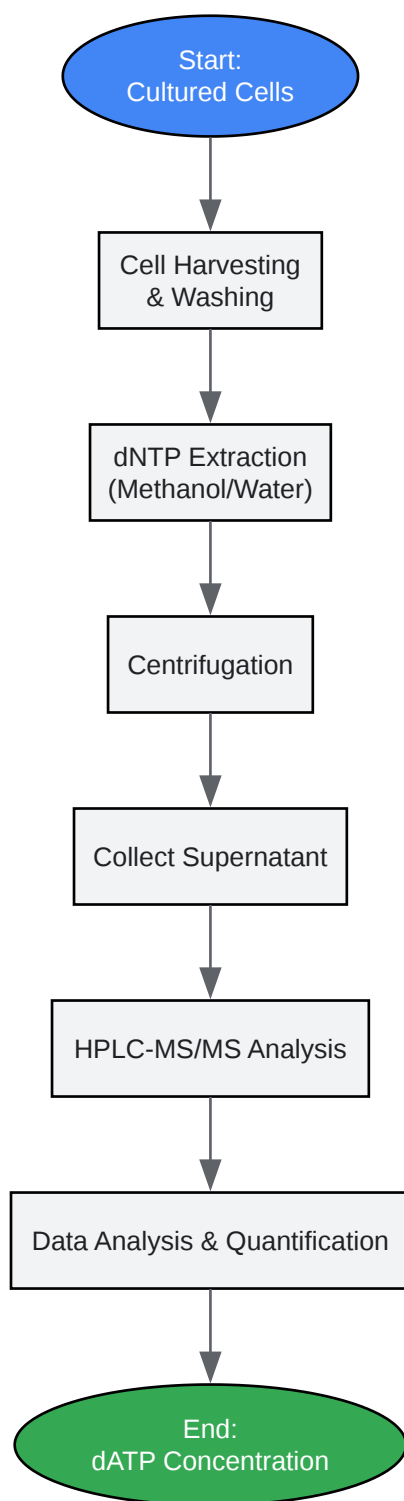 Start:
Cultured Cells
Cell Harvesting
& Washing
dNTP Extraction
(Methanol/Water)
Centrifugation
Collect Supernatant
HPLC-MS/MS Analysis
Data Analysis & Quantification
End:
dATP Concentration